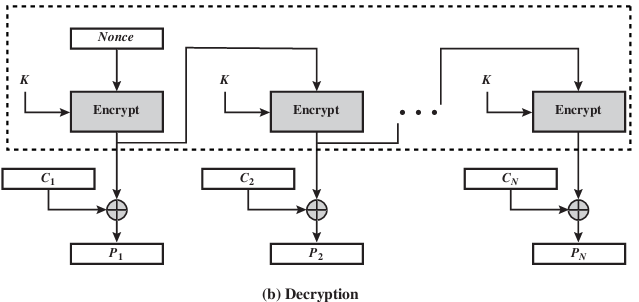 Nonce
K K K
Encrypt Encrypt Encrypt
C1 C2 CN
P1 P2 PN
(b) Decryption